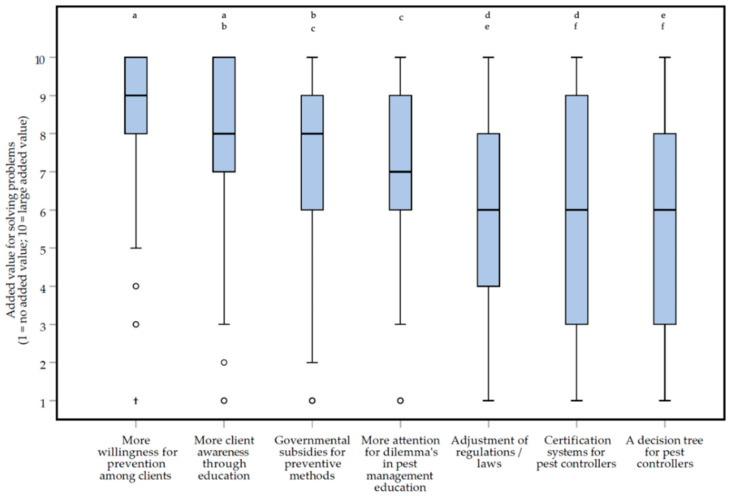 a
a
b
b
c
c
d
e
d
f
e
f
10
9
8
7
6
5
4
3
2
1
Added value for solving problems
(1 = no added value; 10 = large added value)
More
willingness for
prevention
among clients
More client
awareness
through
education
Governmental
subsidies for
preventive
methods
More attention
for dilemma's
in pest
management
education
Adjustment of
regulations /
laws
Certification
systems for
pest controllers
A decision tree
for pest
controllers